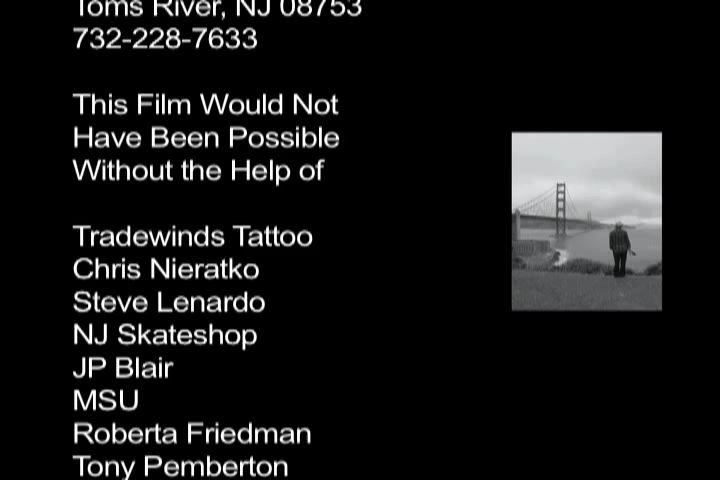 Toms River, NJ 08753
732-228-7633
This Film Would Not
Have Been Possible
Without the Help of
Tradewinds Tattoo
Chris Nieratko
Steve Lenardo
NJ Skateshop
JP Blair
MSU
Roberta Friedman
Tony Pemberton